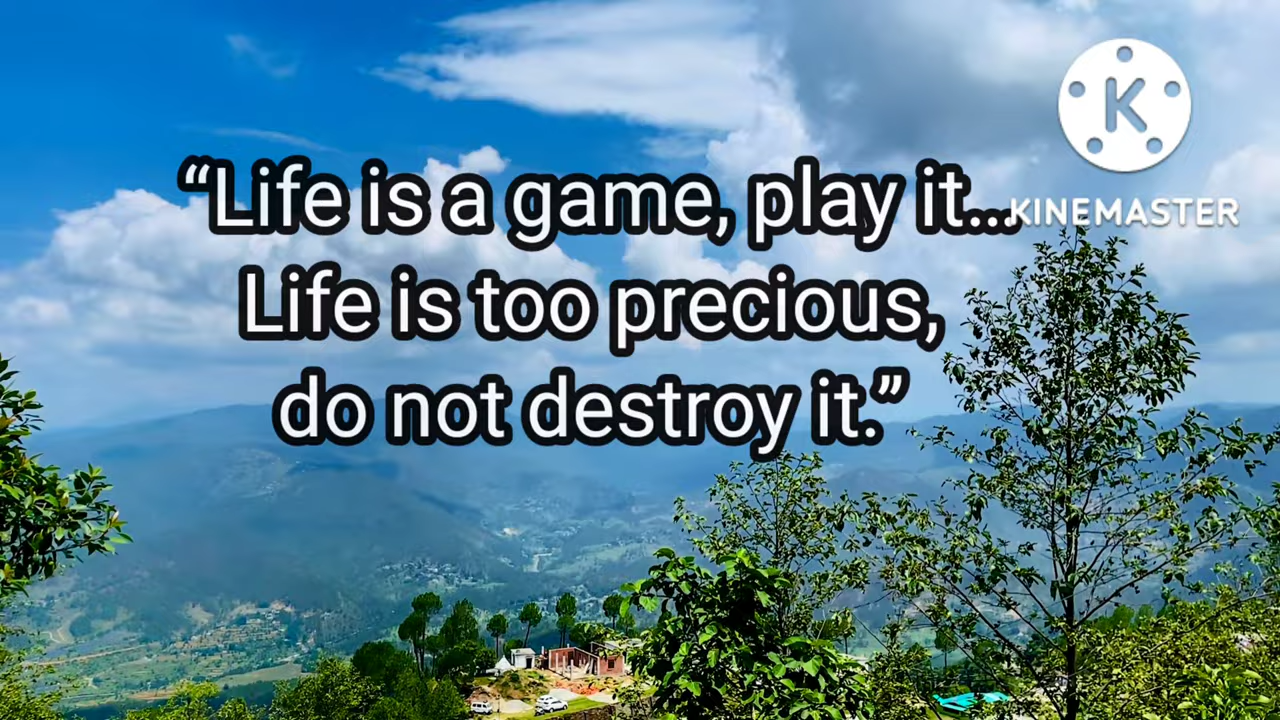 “Life is a game, play it...
Life is too precious,
do not destroy it.”
K
KINEMASTER